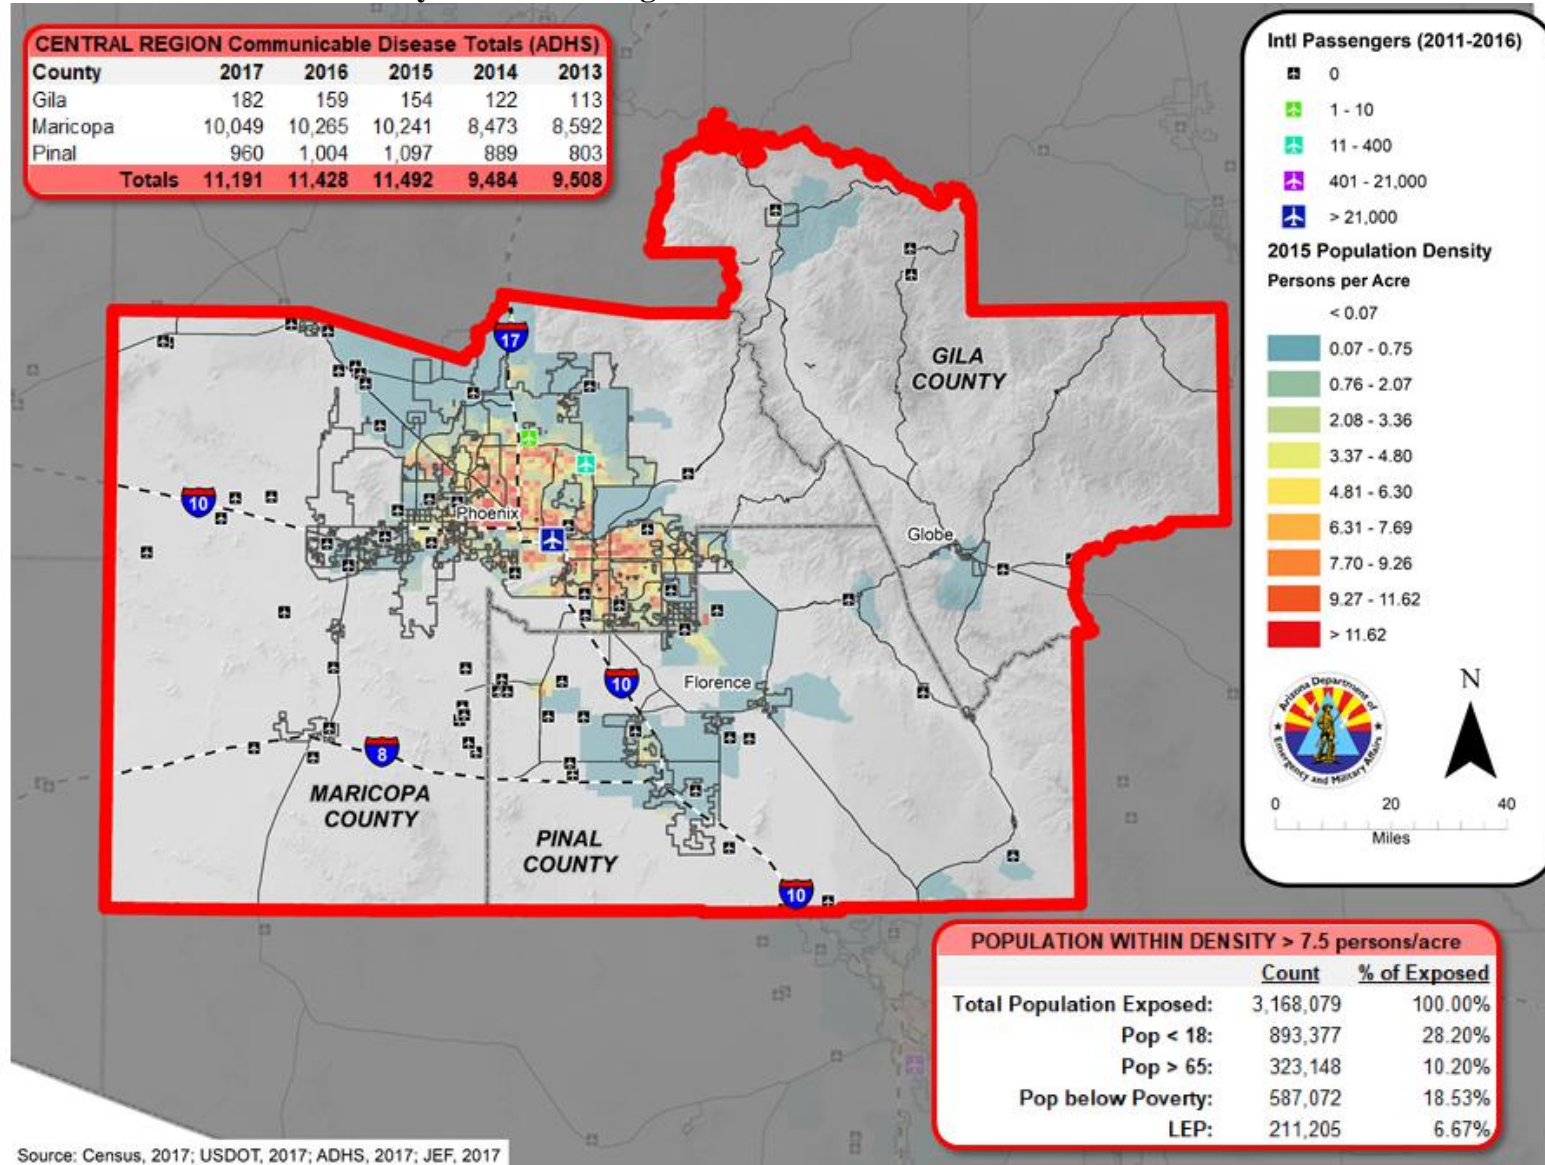 CENTRAL REGION Communicable Disease Totals (ADHS)
County 2017 2016 2015 2014 2013
Gila 182 159 154 122 113
Maricopa 10,049 10,265 10,241 8,473 8,592
Pinal 960 1,004 1,097 889 803
Totals 11,191 11,428 11,492 9,484 9,508
Intl Passengers (2011-2016)
0
1 - 10
11 - 400
401 - 21,000
> 21,000
2015 Population Density
Persons per Acre
< 0.07
0.07 - 0.75
0.76 - 2.07
2.08 - 3.36
3.37 - 4.80
4.81 - 6.30
6.31 - 7.69
7.70 - 9.26
9.27 - 11.62
> 11.62
Arizona Department of
Emergency and Military Affairs
N
0 20 40
Miles
17
GILA
COUNTY
10
Phoenix
Globe
10
Florence
8
MARICOPA
COUNTY
PINAL
COUNTY
10
POPULATION WITHIN DENSITY > 7.5 persons/acre
Count % of Exposed
Total Population Exposed: 3,168,079 100.00%
Pop < 18: 893,377 28.20%
Pop > 65: 323,148 10.20%
Pop below Poverty: 587,072 18.53%
LEP: 211,205 6.67%
Source: Census, 2017; USDOT, 2017; ADHS, 2017; JEF, 2017